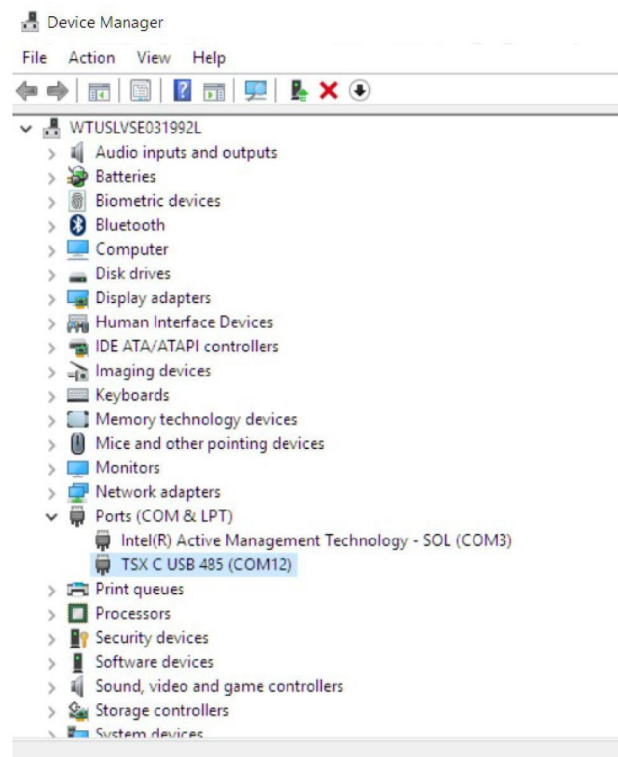 Device Manager
File Action View Help
WTUSLVSE031992L
Audio inputs and outputs
Batteries
Biometric devices
Bluetooth
Computer
Disk drives
Display adapters
Human Interface Devices
IDE ATA/ATAPI controllers
Imaging devices
Keyboards
Memory technology devices
Mice and other pointing devices
Monitors
Network adapters
Ports (COM & LPT)
Intel(R) Active Management Technology - SOL (COM3)
TSX C USB 485 (COM12)
Print queues
Processors
Security devices
Software devices
Sound, video and game controllers
Storage controllers
System devices